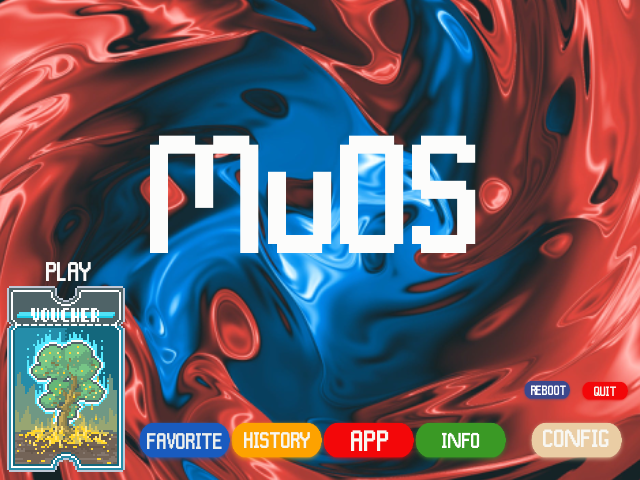 MuOS
PLAY
VOUCHER
REBOOT
QUIT
FAVORITE
HISTORY
APP
INFO
CONFIG